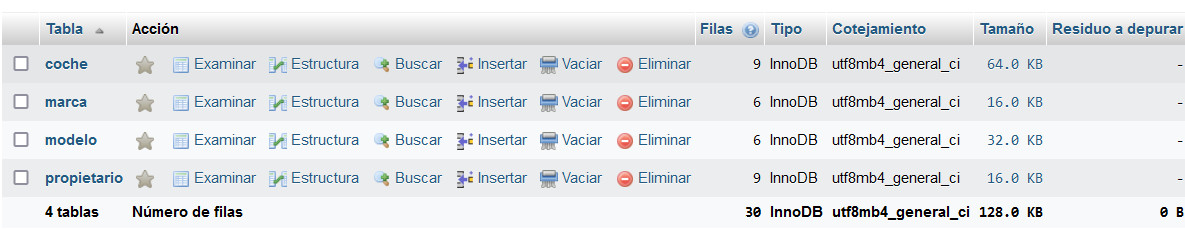 Tabla Acción Filas Tipo Cotejamiento Tamaño Residuo a depurar
coche Examinar Estructura Buscar Insertar Vaciar Eliminar 9 InnoDB utf8mb4_general_ci 64.0 KB -
marca Examinar Estructura Buscar Insertar Vaciar Eliminar 6 InnoDB utf8mb4_general_ci 16.0 KB -
modelo Examinar Estructura Buscar Insertar Vaciar Eliminar 6 InnoDB utf8mb4_general_ci 32.0 KB -
propietario Examinar Estructura Buscar Insertar Vaciar Eliminar 9 InnoDB utf8mb4_general_ci 16.0 KB -
4 tablas Número de filas 30 InnoDB utf8mb4_general_ci 128.0 KB 0 B